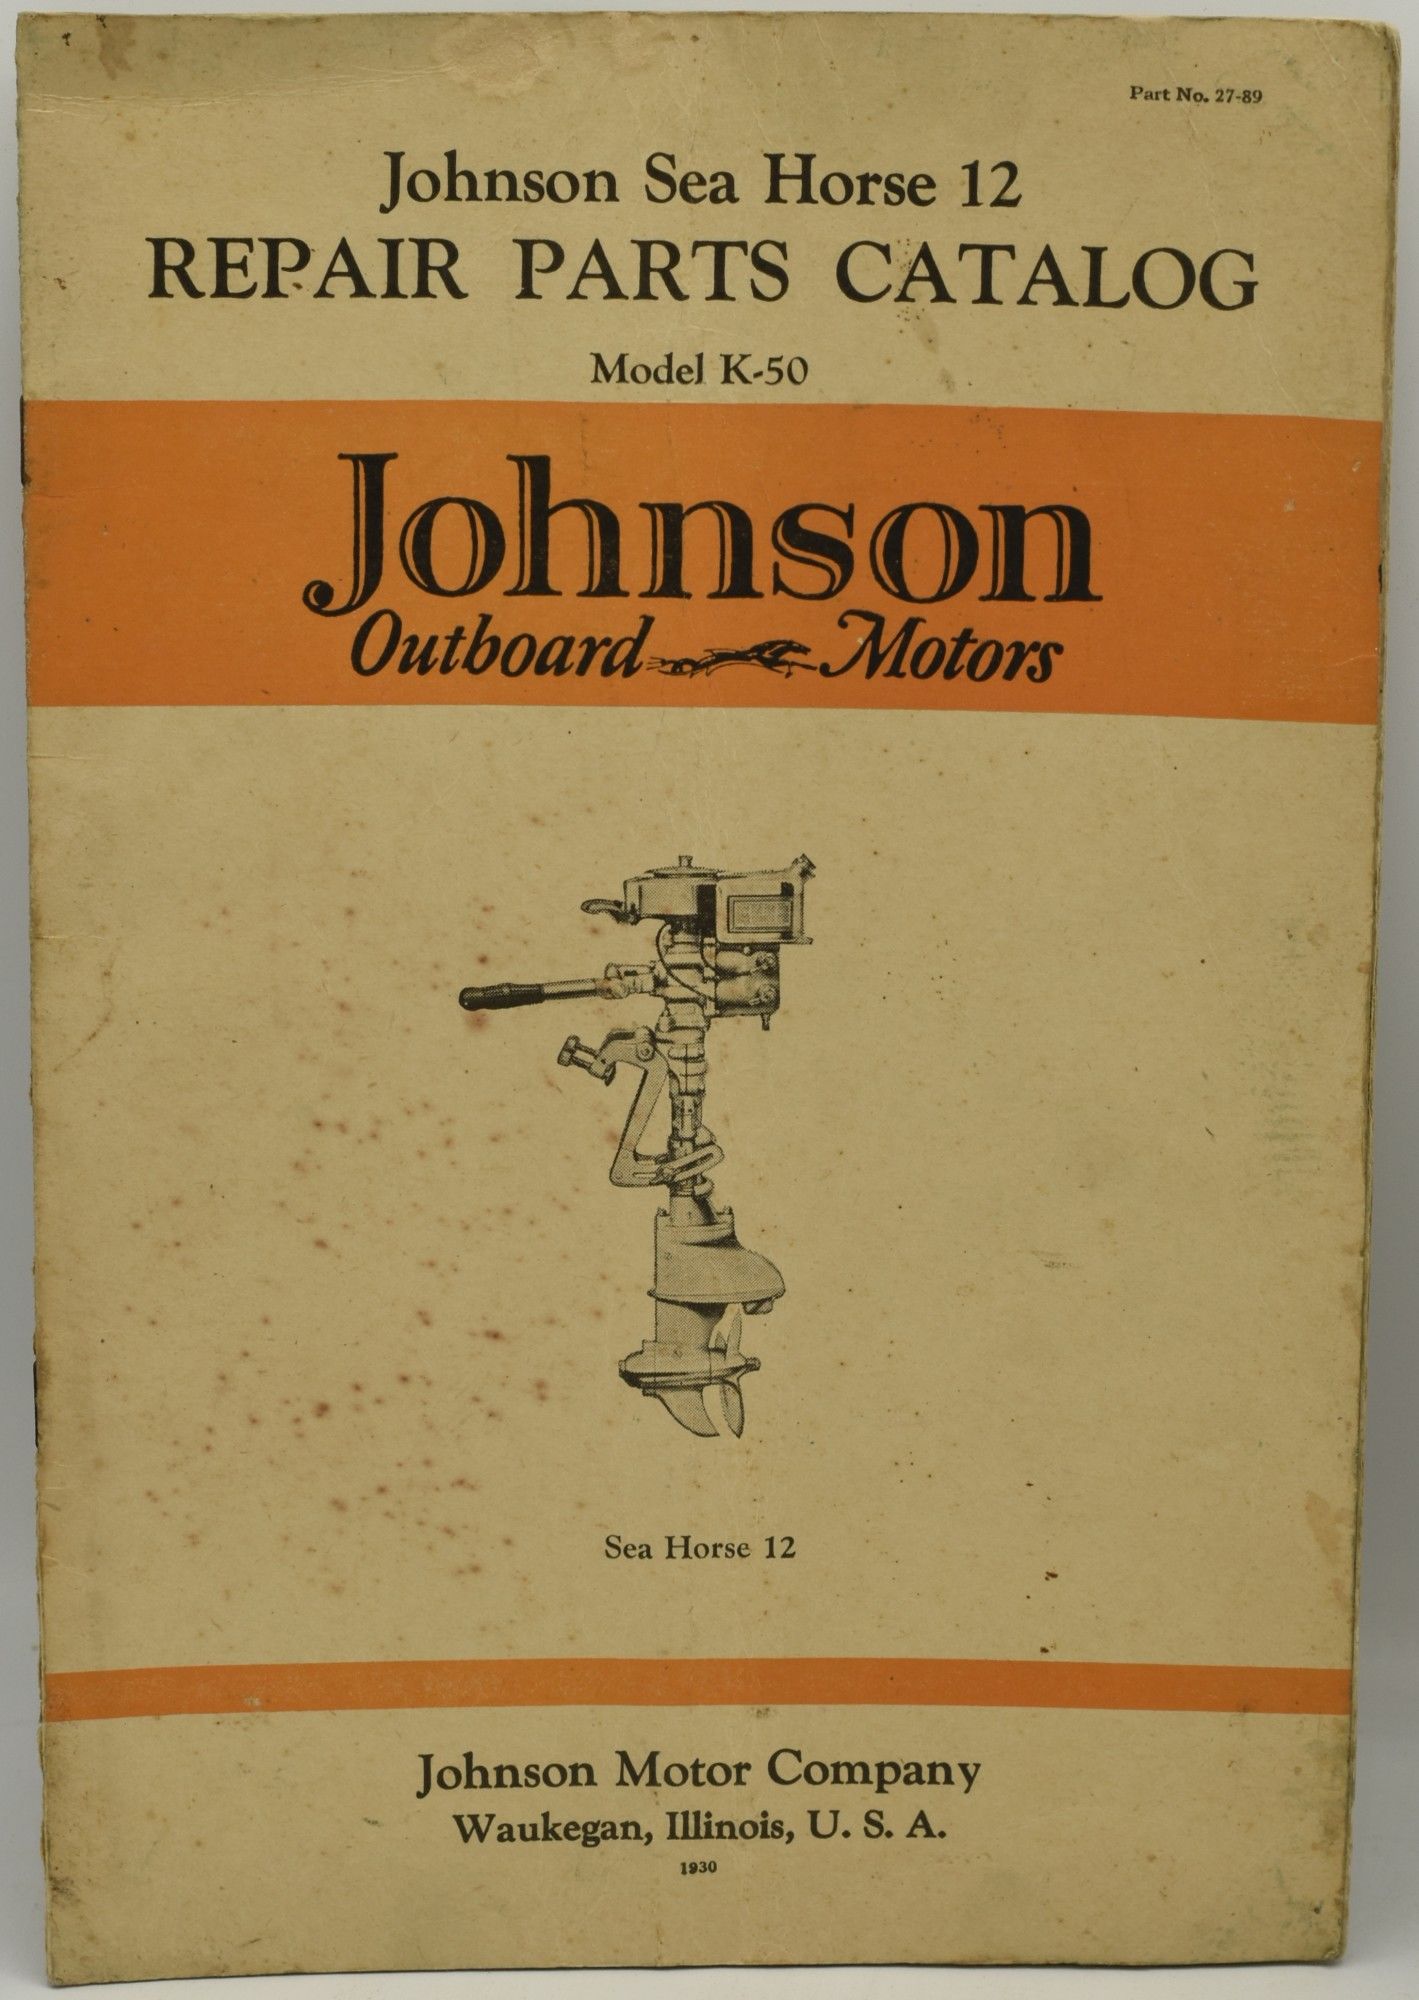 Part No. 27-89
Johnson Sea Horse 12
REPAIR PARTS CATALOG
Model K-50
Johnson
Outboard Motors
Sea Horse 12
Johnson Motor Company
Waukegan, Illinois, U. S. A.
1930